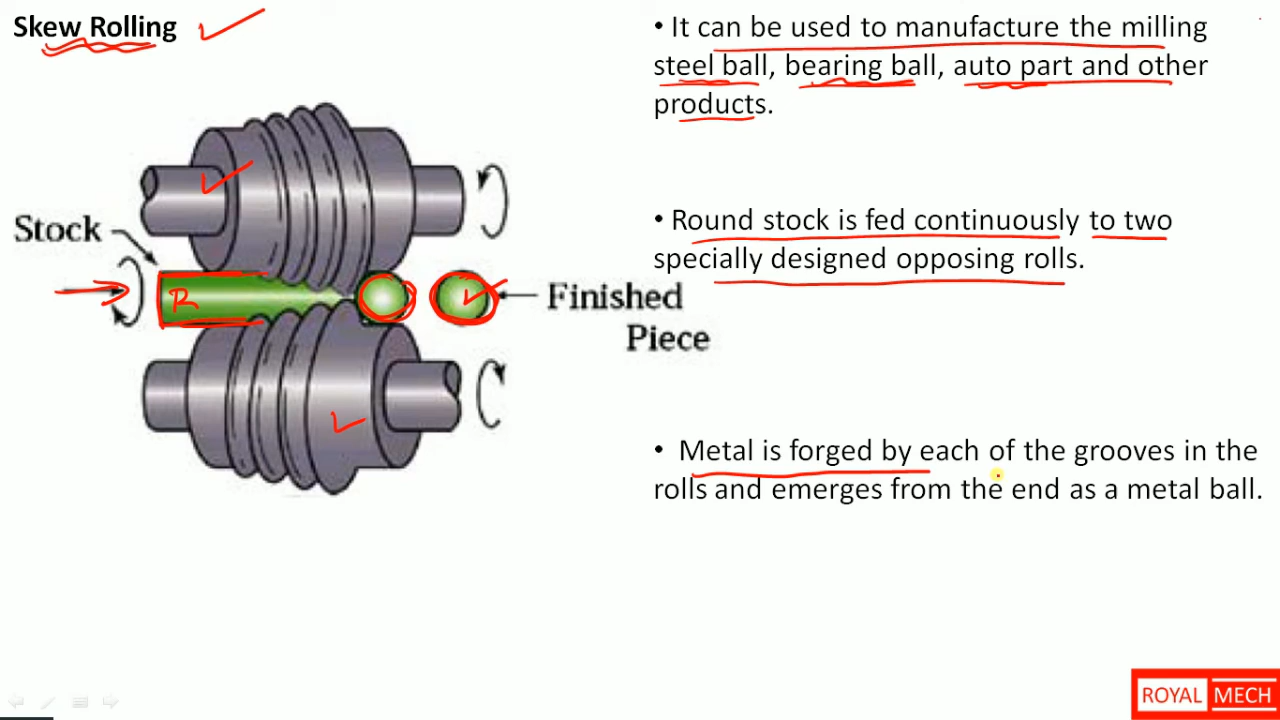 Skew Rolling
• It can be used to manufacture the milling
steel ball, bearing ball, auto part and other
products.
Stock
• Round stock is fed continuously to two
specially designed opposing rolls.
R
Finished
Piece
• Metal is forged by each of the grooves in the
rolls and emerges from the end as a metal ball.
ROYAL MECH